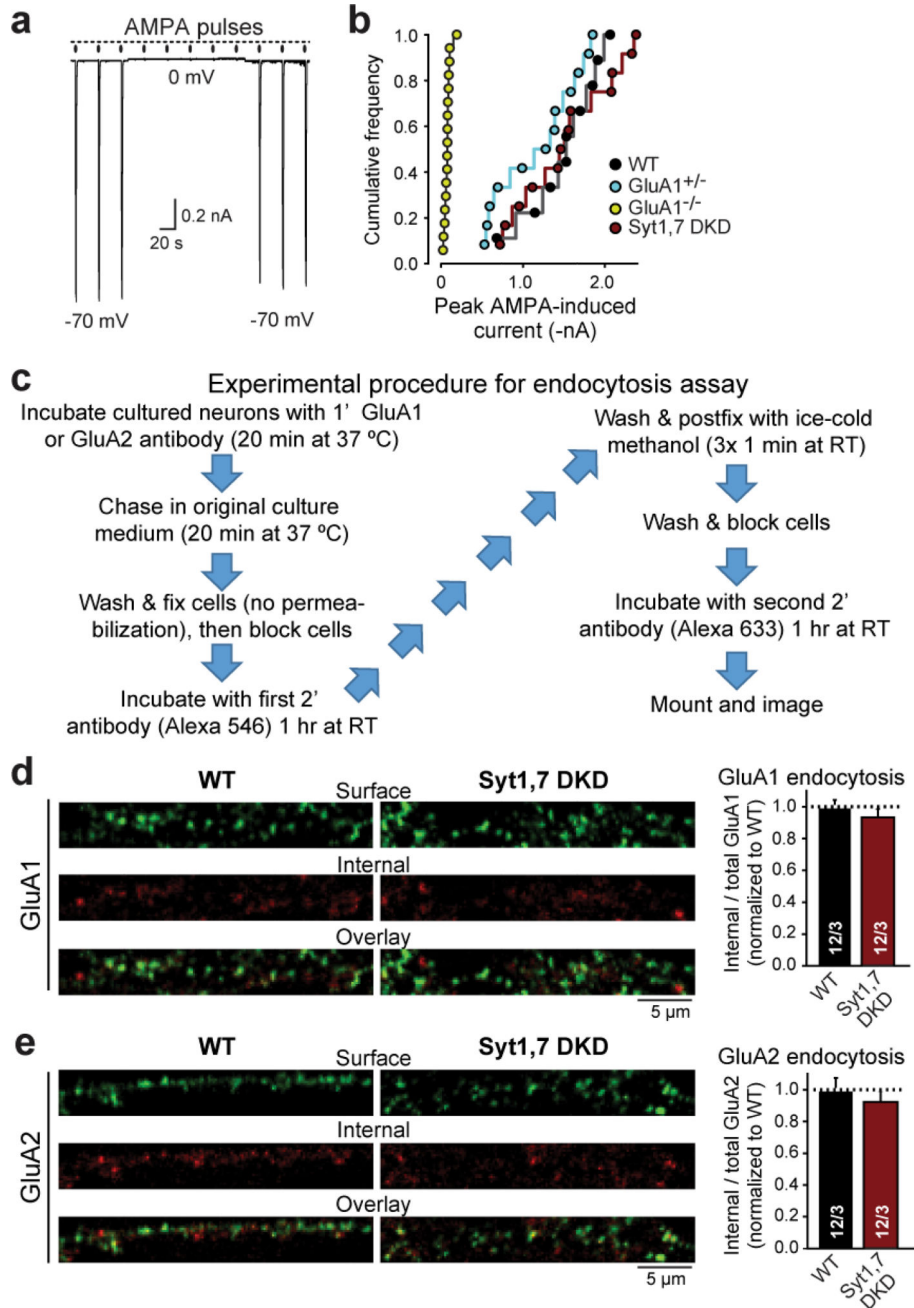 a
AMPA pulses
0 mV
0.2 nA
20 s
-70 mV
-70 mV
b
Cumulative frequency
1.0
0.8
0.6
0.4
0.2
0.0
0
1.0
2.0
WT
GluA1+/-
GluA1-/-
Syt1,7 DKD
Peak AMPA-induced
current (-nA)
c
Experimental procedure for endocytosis assay
Incubate cultured neurons with 1' GluA1
or GluA2 antibody (20 min at 37 ºC)
Chase in original culture
medium (20 min at 37 ºC)
Wash & fix cells (no permea-
bilization), then block cells
Incubate with first 2'
antibody (Alexa 546) 1 hr at RT
Wash & postfix with ice-cold
methanol (3x 1 min at RT)
Wash & block cells
Incubate with second 2'
antibody (Alexa 633) 1 hr at RT
Mount and image
d
WT
Syt1,7 DKD
GluA1
Surface
Internal
Overlay
5 µm
GluA1 endocytosis
Internal / total GluA1
(normalized to WT)
1.0
0.8
0.6
0.4
0.2
0.0
12/3
12/3
WT
Syt1,7
DKD
e
WT
Syt1,7 DKD
GluA2
Surface
Internal
Overlay
5 µm
GluA2 endocytosis
Internal / total GluA2
(normalized to WT)
1.0
0.8
0.6
0.4
0.2
0.0
12/3
12/3
WT
Syt1,7
DKD